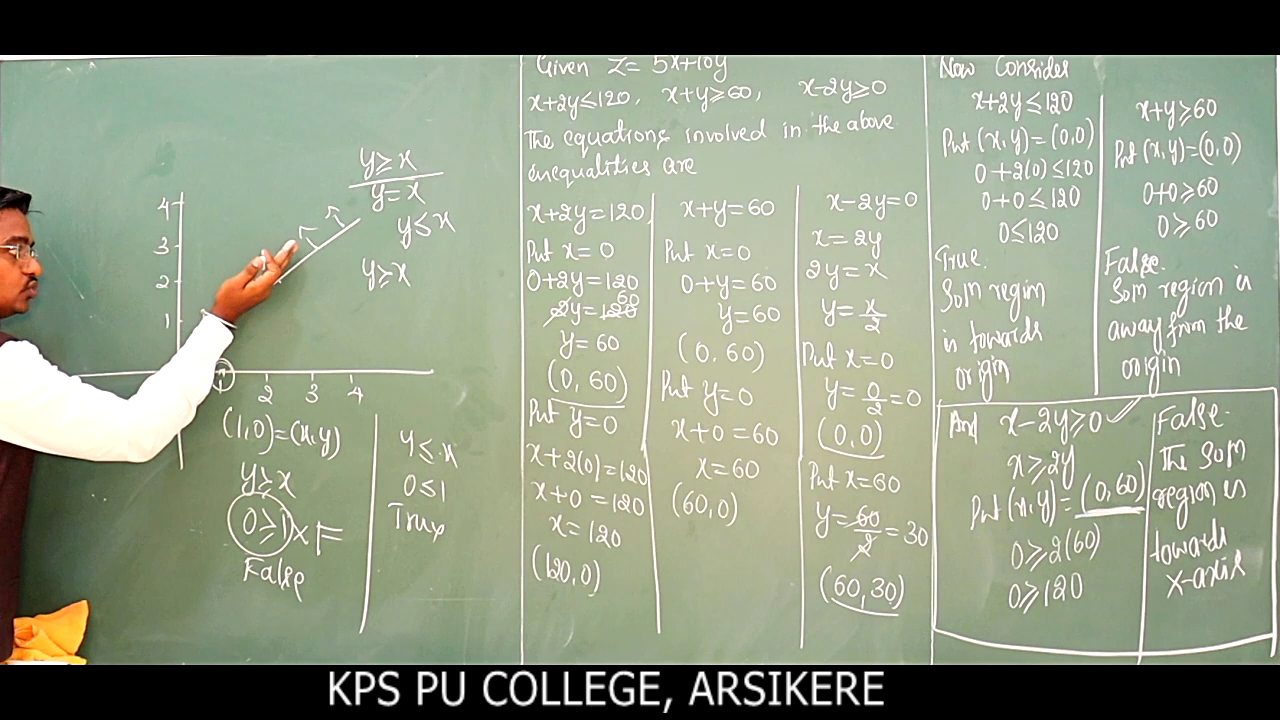 y≥x
y=x
y≤x
y≥x
4
3
2
1
1 2 3 4
(1,0)=(x,y)
y≥x
0≥1 × F
False
y≤x
0≤1
True
Given Z= 5x+10y
x+2y≤120, x+y≥60, x-2y≥0
The equations involved in the above
inequalities are
x+2y=120,
Put x=0
0+2y=120
2y=120 60
y=60
(0,60)
Put y=0
x+2(0)=120
x+0=120
x=120
(120,0)
x+y=60
Put x=0
0+y=60
y=60
(0,60)
Put y=0
x+0=60
x=60
(60,0)
x-2y=0
x=2y
2y=x
y=x/2
Put x=0
y=0/2=0
(0,0)
Put x=60
y=60/2=30
(60,30)
Now Consider
x+2y≤120
Put (x,y)=(0,0)
0+2(0)≤120
0+0≤120
0≤120
True.
Soln region
is towards
origin
x+y≥60
Put (x,y)=(0,0)
0+0≥60
0≥60
False.
Soln region is
away from the
origin
And x-2y≥0 ✓
x≥2y
Put (x,y)=(0,60)
0≥2(60)
0≥120
False.
The Soln
region is
towards
x-axis
KPS PU COLLEGE, ARSIKERE